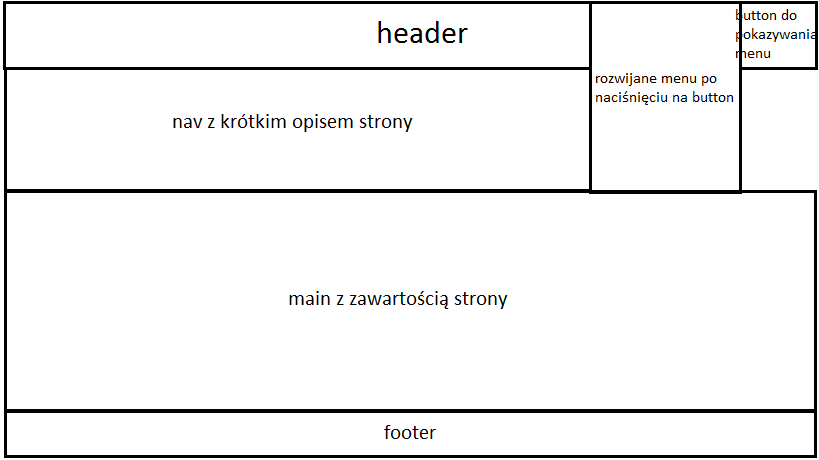 header
button do
pokazywania
menu
rozwijane menu po
naciśnięciu na button
nav z krótkim opisem strony
main z zawartością strony
footer